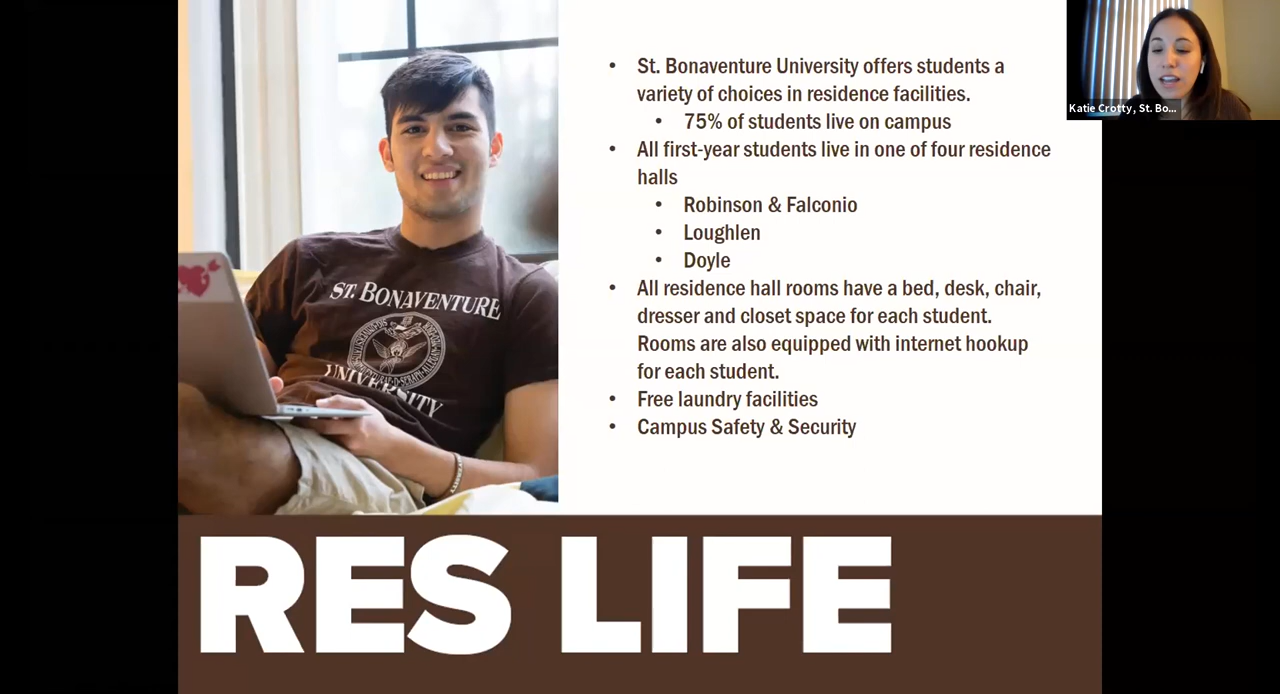 • St. Bonaventure University offers students a
variety of choices in residence facilities.
• 75% of students live on campus
• All first-year students live in one of four residence
halls
• Robinson & Falconio
• Loughlen
• Doyle
• All residence hall rooms have a bed, desk, chair,
dresser and closet space for each student.
Rooms are also equipped with internet hookup
for each student.
• Free laundry facilities
• Campus Safety & Security
Katie Crotty, St. Bo...
ST. BONAVENTURE
UNIVERSITY
RES LIFE